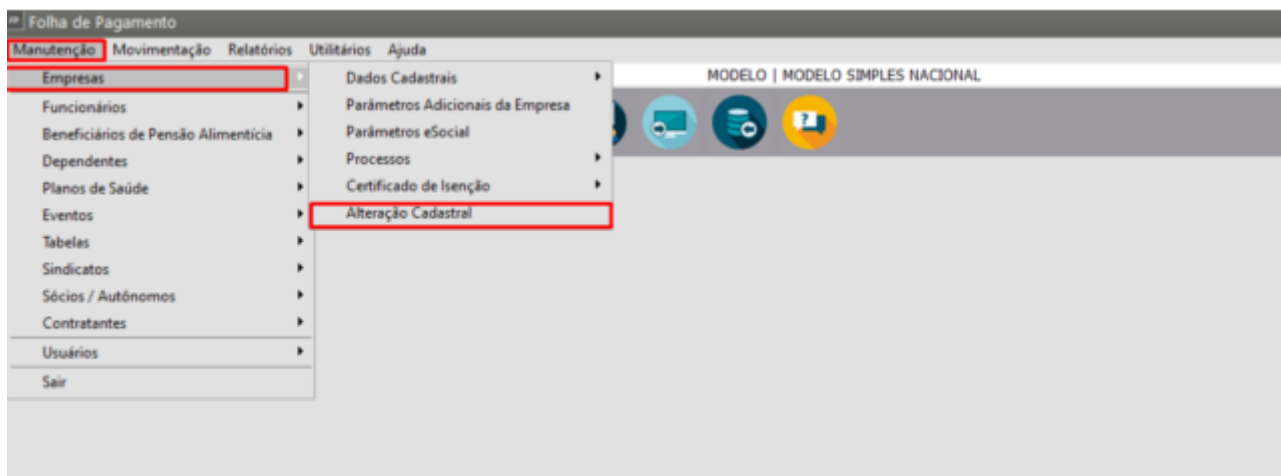 FP Folha de Pagamento
Manutenção Movimentação Relatórios Utilitários Ajuda
MODELO | MODELO SIMPLES NACIONAL
Empresas
Funcionários
Beneficiários de Pensão Alimentícia
Dependentes
Planos de Saúde
Eventos
Tabelas
Sindicatos
Sócios / Autônomos
Contratantes
Usuários
Sair
Dados Cadastrais
Parâmetros Adicionais da Empresa
Parâmetros eSocial
Processos
Certificado de Isenção
Alteração Cadastral
?